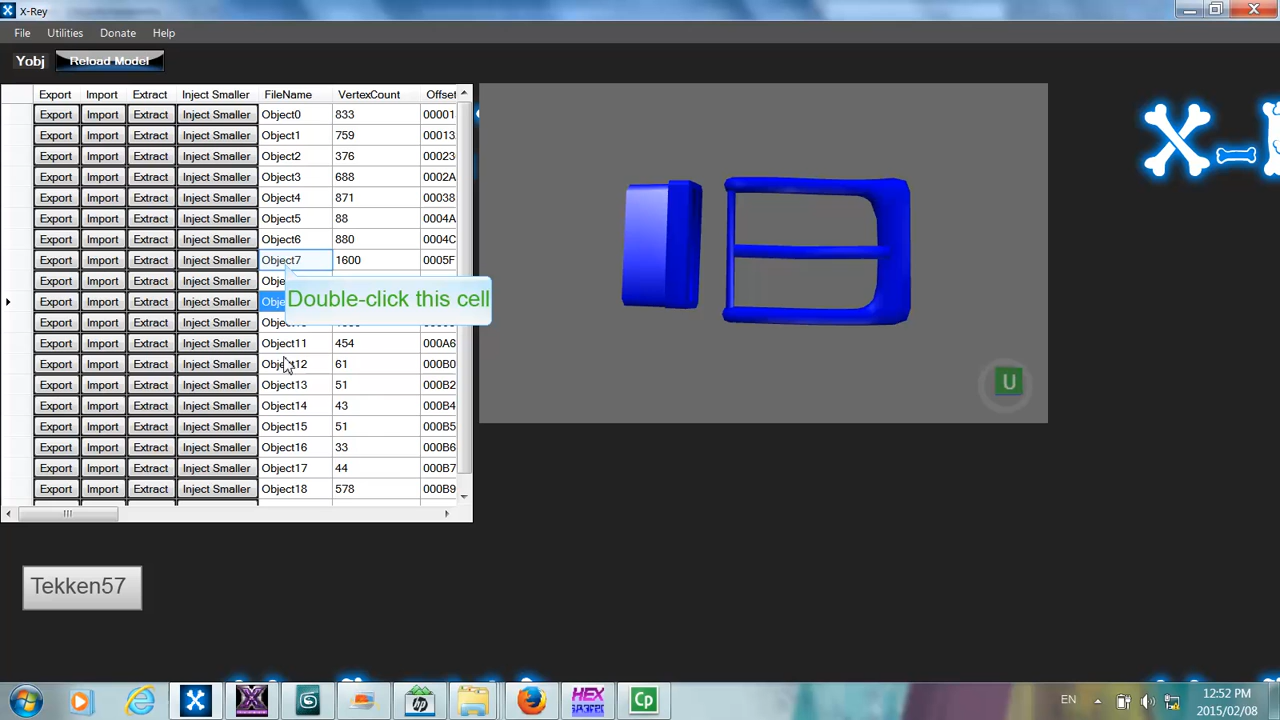 X-Rey
File Utilities Donate Help
Yobj Reload Model
Export Import Extract Inject Smaller FileName VertexCount Offset
Export Import Extract Inject Smaller Object0 833 00001
Export Import Extract Inject Smaller Object1 759 00013
Export Import Extract Inject Smaller Object2 376 00023
Export Import Extract Inject Smaller Object3 688 0002A
Export Import Extract Inject Smaller Object4 871 00038
Export Import Extract Inject Smaller Object5 88 0004A
Export Import Extract Inject Smaller Object6 880 0004C
Export Import Extract Inject Smaller Object7 1600 0005F
Export Import Extract Inject Smaller
Export Import Extract Inject Smaller
Double-click this cell
Export Import Extract Inject Smaller
Export Import Extract Inject Smaller Object11 454 000A6
Export Import Extract Inject Smaller Object12 61 000B0
Export Import Extract Inject Smaller Object13 51 000B2
Export Import Extract Inject Smaller Object14 43 000B4
Export Import Extract Inject Smaller Object15 51 000B5
Export Import Extract Inject Smaller Object16 33 000B6
Export Import Extract Inject Smaller Object17 44 000B7
Export Import Extract Inject Smaller Object18 578 000B9
X-
U
Tekken57
HEX
Cp
hp
EN
12:52 PM
2015/02/08